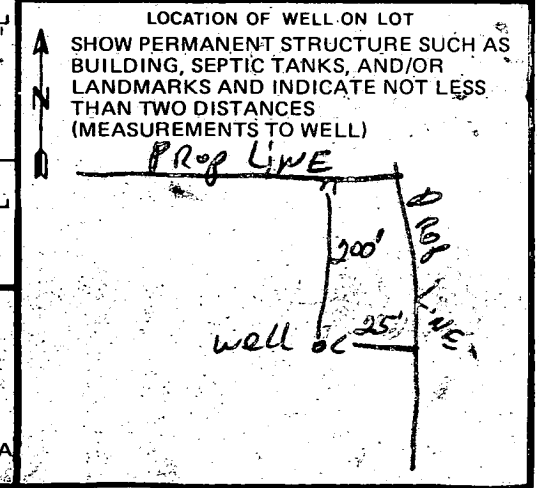 LOCATION OF WELL ON LOT
SHOW PERMANENT STRUCTURE SUCH AS
BUILDING, SEPTIC TANKS, AND/OR
LANDMARKS AND INDICATE NOT LESS
THAN TWO DISTANCES
(MEASUREMENTS TO WELL)
N
PROP LINE
PROP LINE
200'
well
25'
A